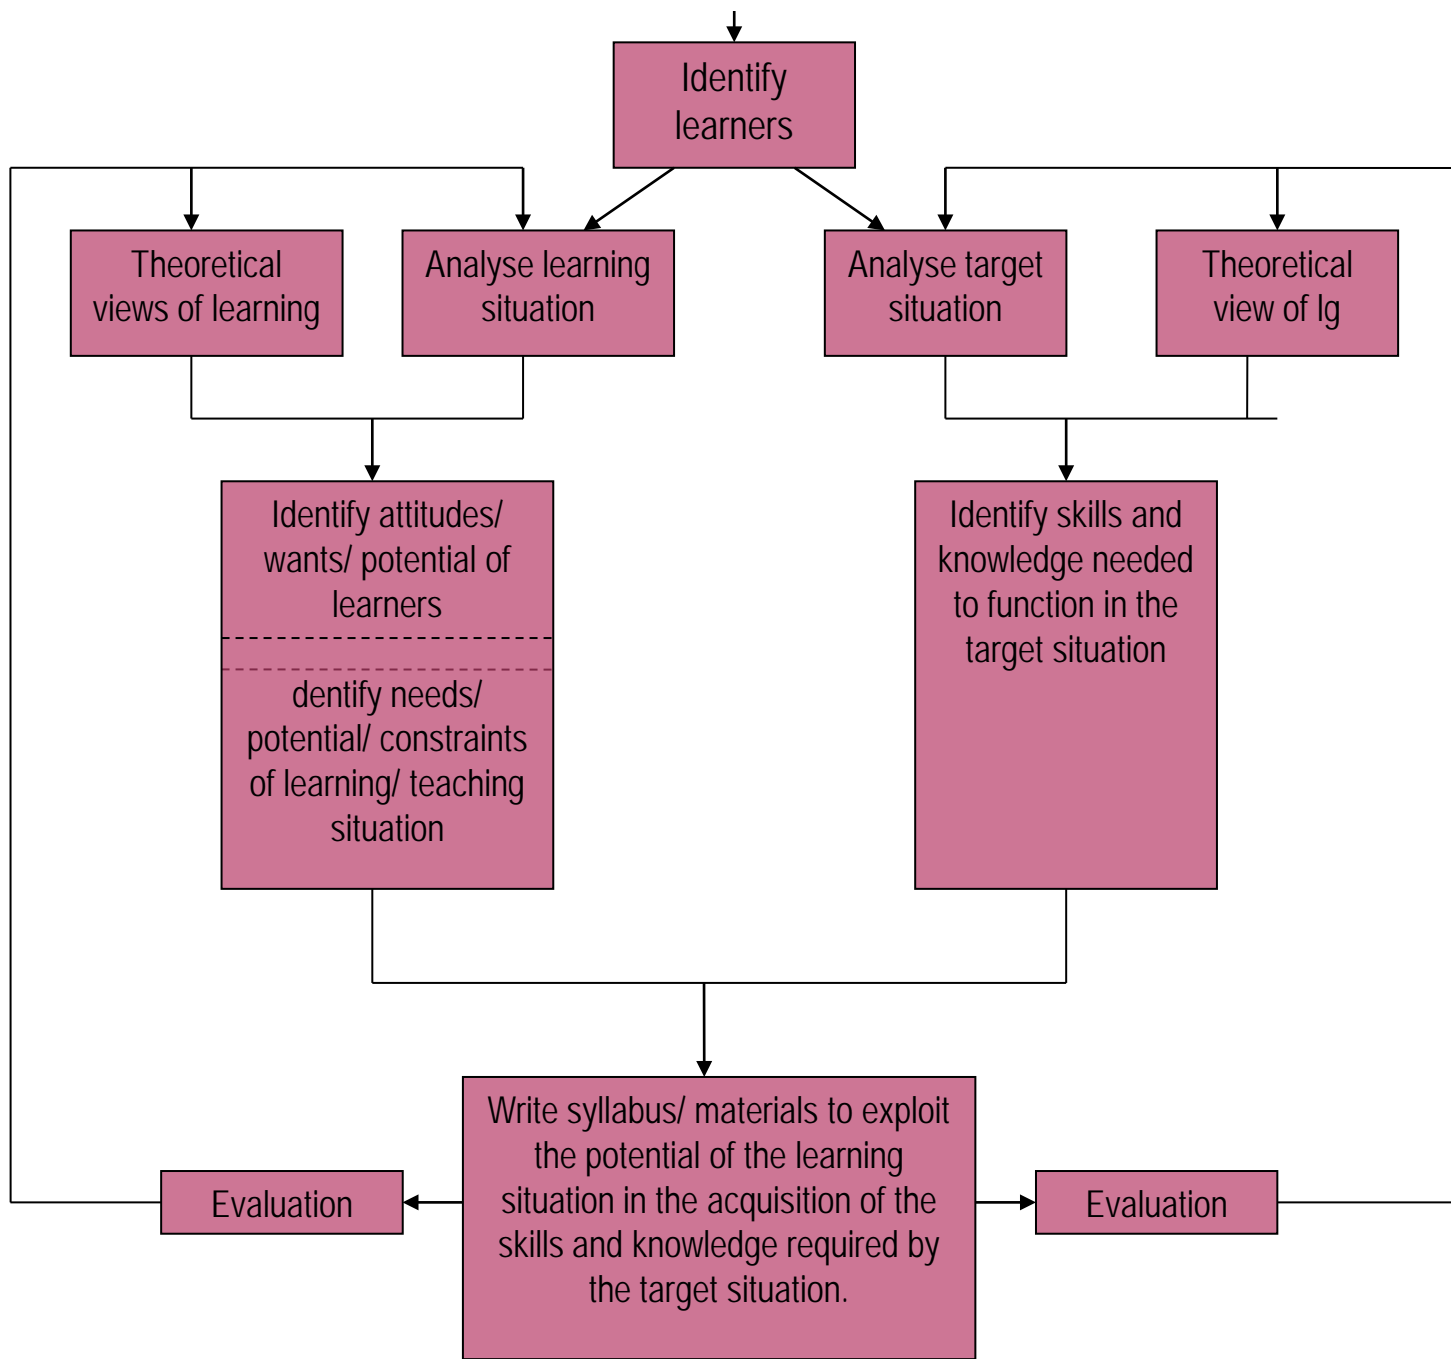 Identify
learners
Theoretical
views of learning
Analyse learning
situation
Analyse target
situation
Theoretical
view of lg
Identify attitudes/
wants/ potential of
learners
dentify needs/
potential/ constraints
of learning/ teaching
situation
Identify skills and
knowledge needed
to function in the
target situation
Write syllabus/ materials to exploit
the potential of the learning
situation in the acquisition of the
skills and knowledge required by
the target situation.
Evaluation
Evaluation